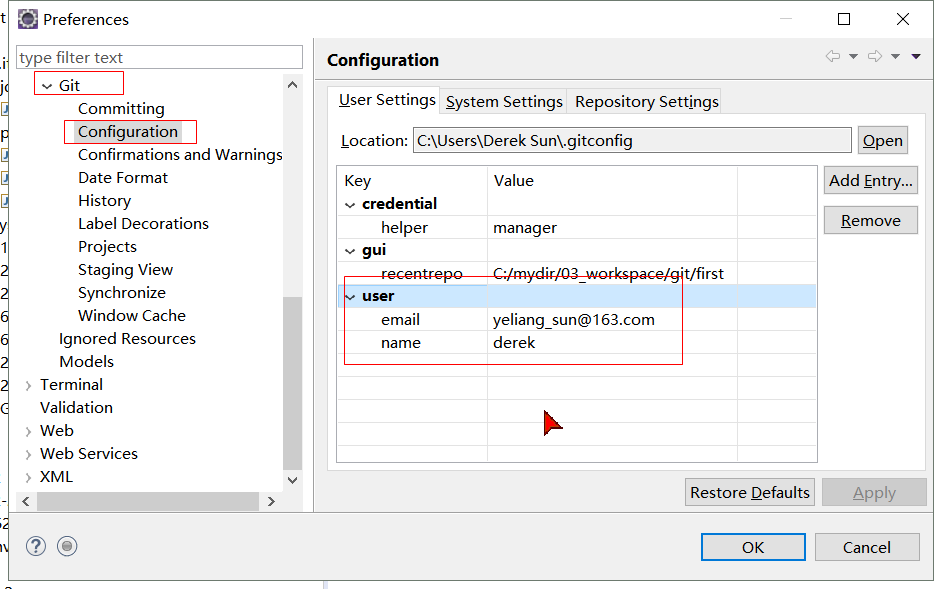 Preferences
type filter text
Git
Committing
Configuration
Confirmations and Warnings
Date Format
History
Label Decorations
Projects
Staging View
Synchronize
Window Cache
Ignored Resources
Models
Terminal
Validation
Web
Web Services
XML
Configuration
User Settings System Settings Repository Settings
Location: C:\Users\Derek Sun\.gitconfig Open
Key Value
credential
helper manager
gui
recentrepo C:/mydir/03_workspace/git/first
user
email yeliang_sun@163.com
name derek
Add Entry...
Remove
Restore Defaults Apply
OK Cancel